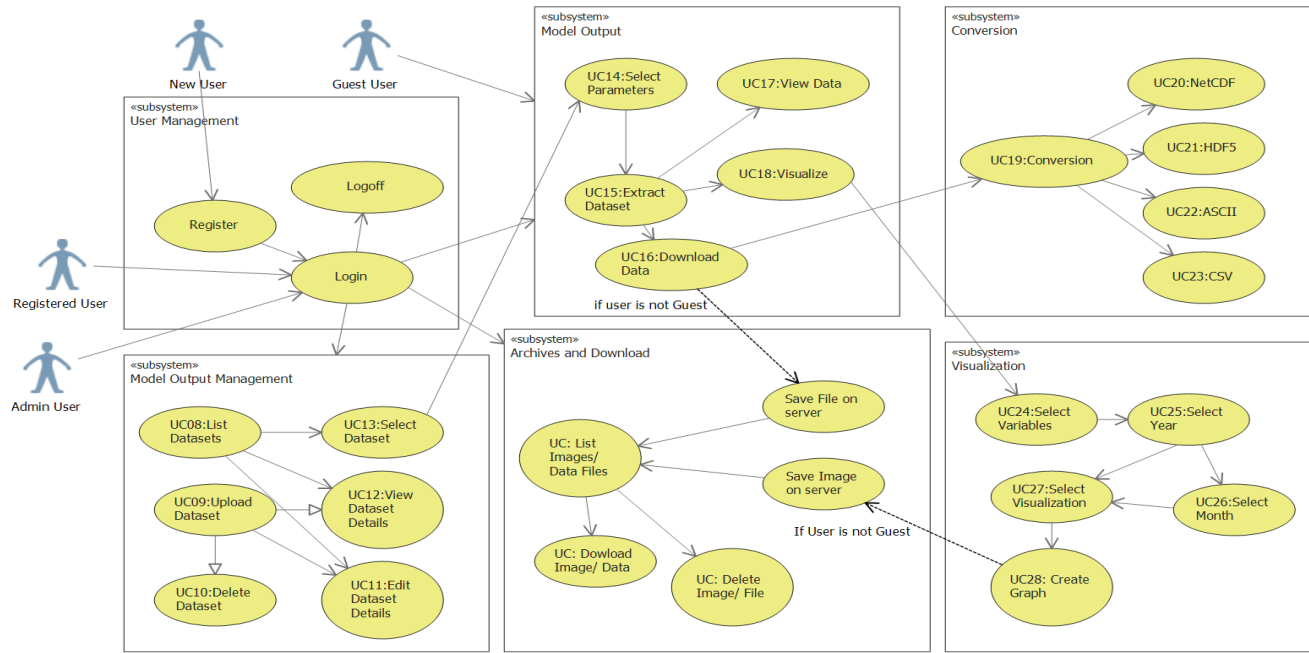 New User
Guest User
Registered User
Admin User
«subsystem»
User Management
Register
Logoff
Login
«subsystem»
Model Output
UC14:Select
Parameters
UC17:View Data
UC15:Extract
Dataset
UC18:Visualize
UC16:Download
Data
if user is not Guest
«subsystem»
Conversion
UC19:Conversion
UC20:NetCDF
UC21:HDF5
UC22:ASCII
UC23:CSV
«subsystem»
Model Output Management
UC08:List
Datasets
UC13:Select
Dataset
UC09:Upload
Dataset
UC12:View
Dataset
Details
UC10:Delete
Dataset
UC11:Edit
Dataset
Details
«subsystem»
Archives and Download
Save File on
server
UC: List
Images/
Data Files
Save Image
on server
If User is not Guest
UC: Dowload
Image/ Data
UC: Delete
Image/ File
«subsystem»
Visualization
UC24:Select
Variables
UC25:Select
Year
UC27:Select
Visualization
UC26:Select
Month
UC28: Create
Graph